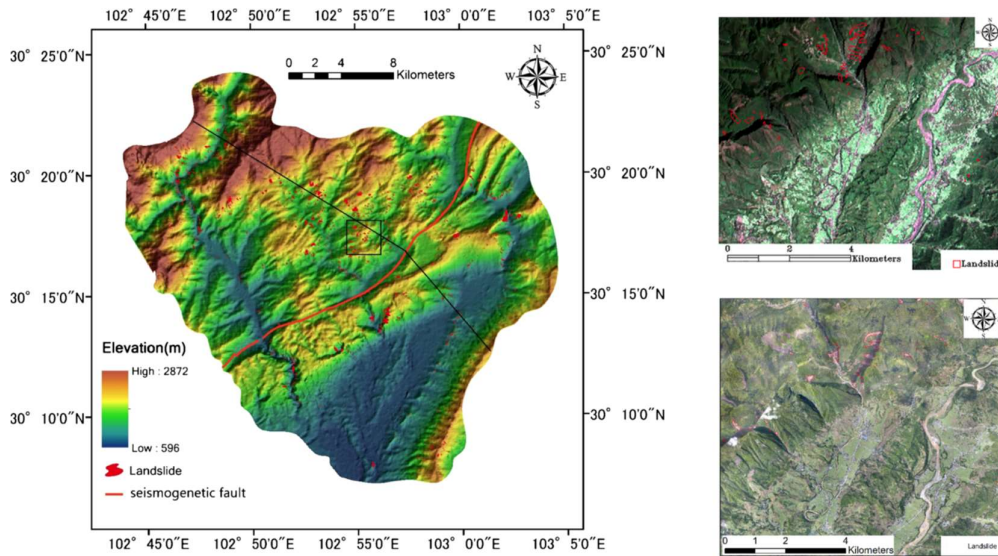 102° 45'0"E 102° 50'0"E 102° 55'0"E 103° 0'0"E 103° 5'0"E
30° 25'0"N
30° 20'0"N
30° 15'0"N
30° 10'0"N
0 2 4 8
Kilometers
N
W E
S
Elevation(m)
High : 2872
Low : 596
Landslide
seismogenetic fault
30° 25'0"N
30° 20'0"N
30° 15'0"N
30° 10'0"N
102° 45'0"E 102° 50'0"E 102° 55'0"E 103° 0'0"E 103° 5'0"E
0 2 4
Kilometers
Landslid
0 1 2 4
Kilometers
Landslide